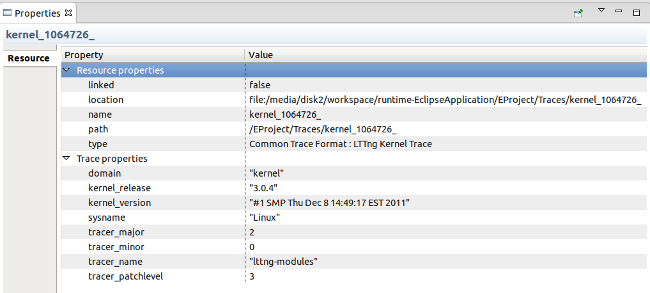 Properties
kernel_1064726_
Resource
Property Value
Resource properties
linked false
location file:/media/disk2/workspace/runtime-EclipseApplication/EProject/Traces/kernel_1064726_
name kernel_1064726_
path /EProject/Traces/kernel_1064726_
type Common Trace Format : LTTng Kernel Trace
Trace properties
domain "kernel"
kernel_release "3.0.4"
kernel_version "#1 SMP Thu Dec 8 14:49:17 EST 2011"
sysname "Linux"
tracer_major 2
tracer_minor 0
tracer_name "lttng-modules"
tracer_patchlevel 3